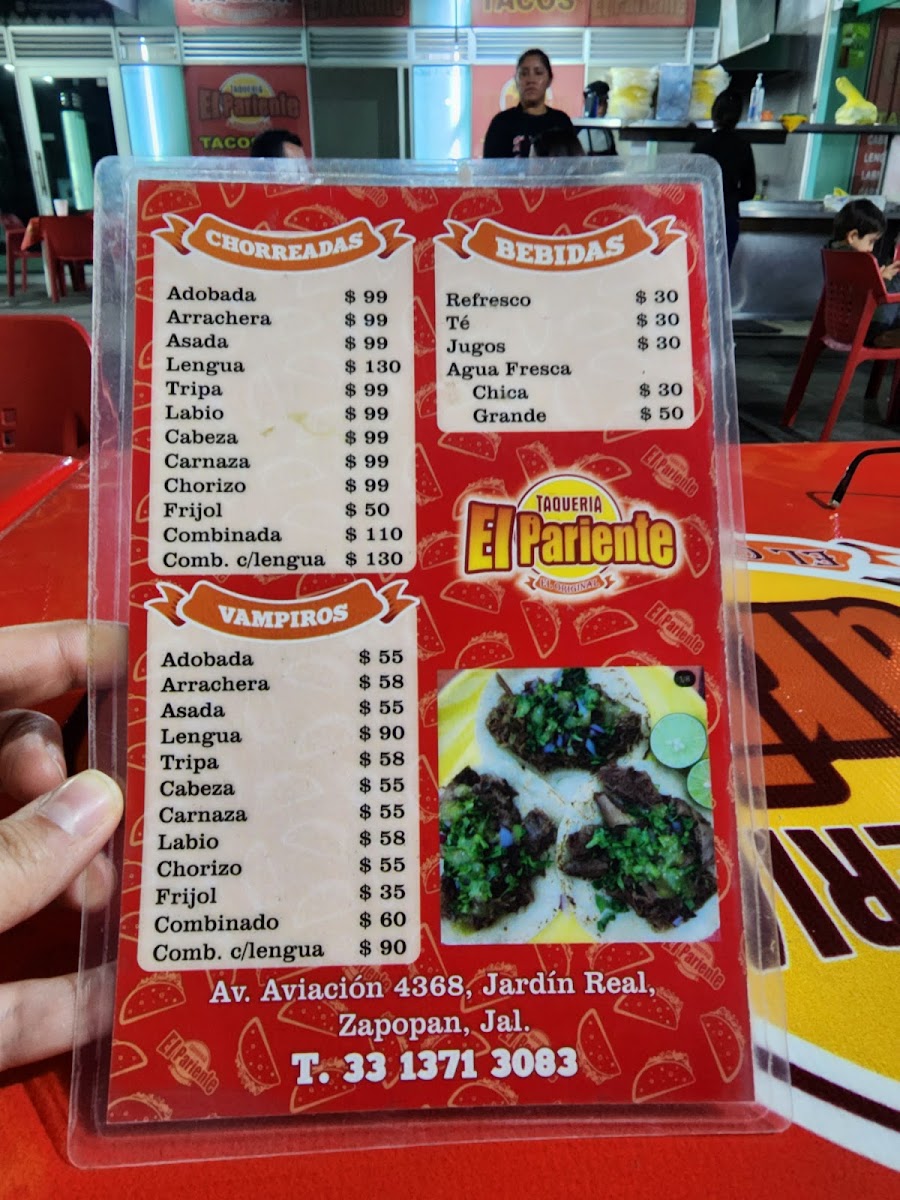 TACOS
TAQUERIA
El Pariente
TACOS
CHORREADAS
Adobada $ 99
Arrachera $ 99
Asada $ 99
Lengua $ 130
Tripa $ 99
Labio $ 99
Cabeza $ 99
Carnaza $ 99
Chorizo $ 99
Frijol $ 50
Combinada $ 110
Comb. c/lengua $ 130
VAMPIROS
Adobada $ 55
Arrachera $ 58
Asada $ 55
Lengua $ 90
Tripa $ 58
Cabeza $ 55
Carnaza $ 55
Labio $ 58
Chorizo $ 55
Frijol $ 35
Combinado $ 60
Comb. c/lengua $ 90
BEBIDAS
Refresco $ 30
Té $ 30
Jugos $ 30
Agua Fresca
Chica $ 30
Grande $ 50
TAQUERIA
El Pariente
EL ORIGINAL
Av. Aviación 4368, Jardín Real,
Zapopan, Jal.
T. 33 1371 3083